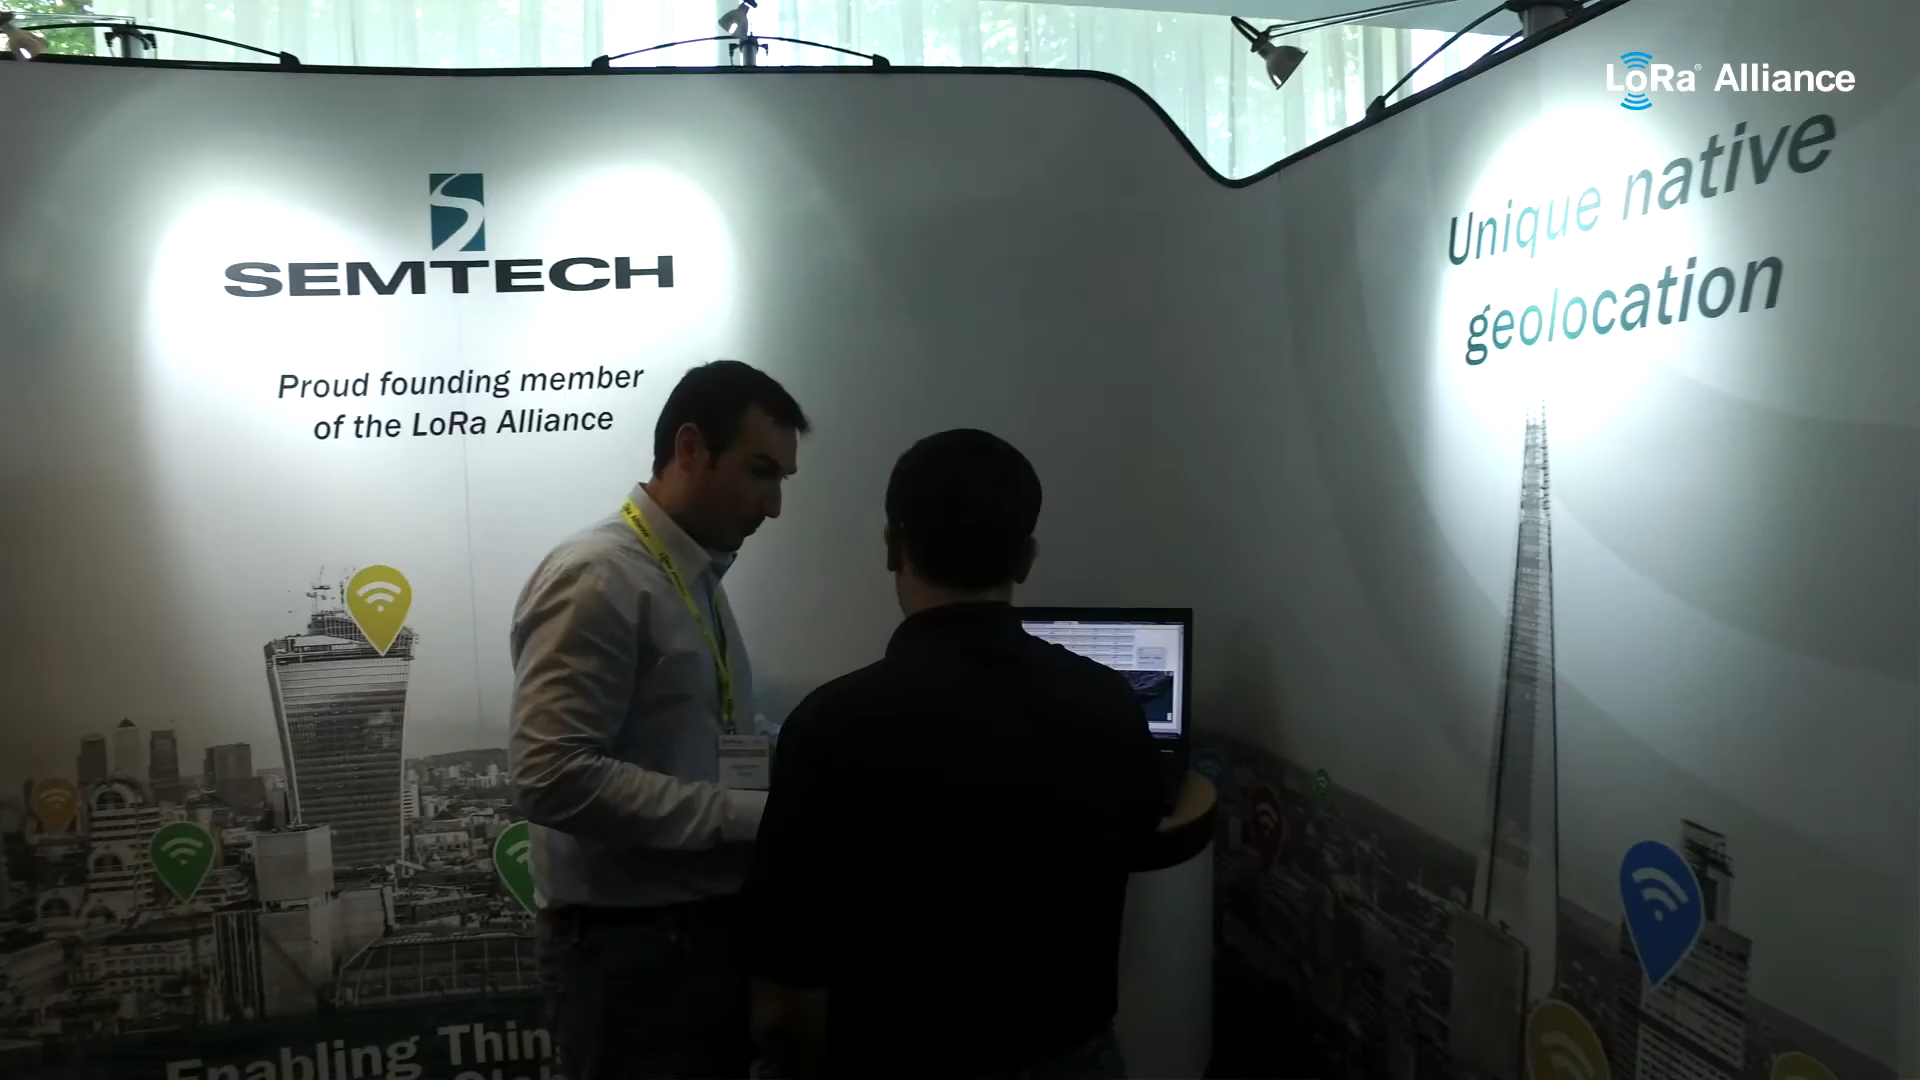 LoRa® Alliance
SEMTECH
Proud founding member
of the LoRa Alliance
Unique native
geolocation
Enabling Thin